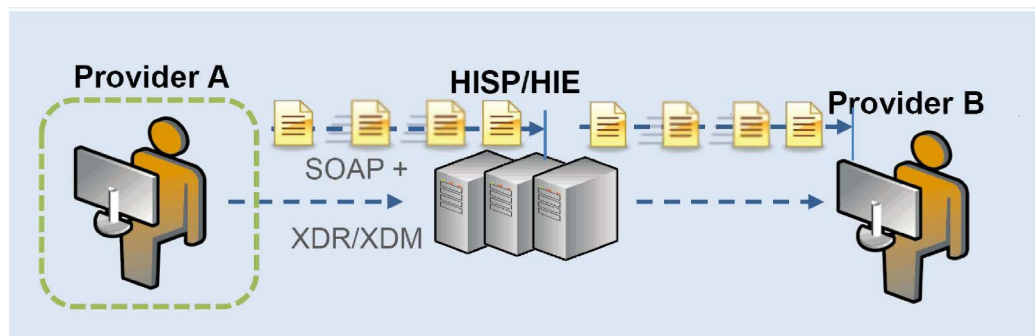 Provider A
HISP/HIE
Provider B
SOAP +
XDR/XDM